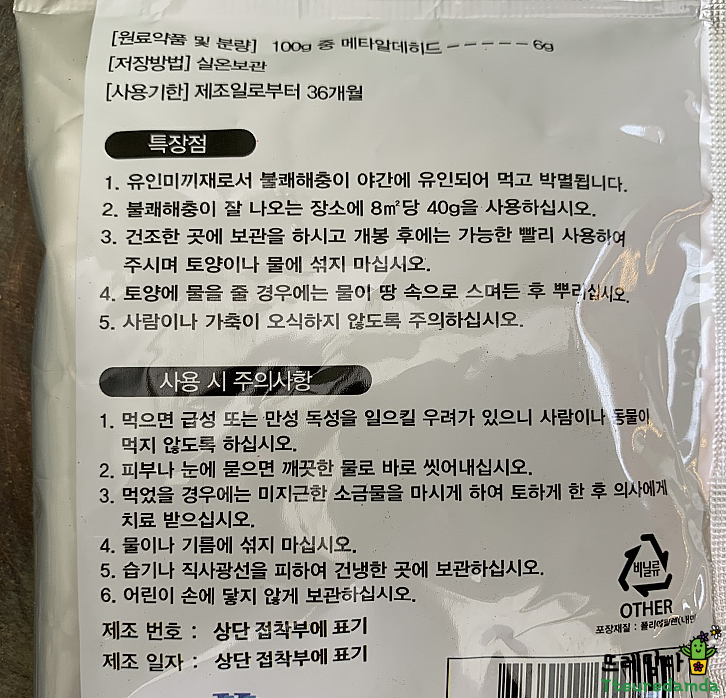 [원료약품 및 분량] 100g 중 메타알데히드 ------ 6g
[저장방법] 실온보관
[사용기한] 제조일로부터 36개월
특장점
1. 유인미끼재로서 불쾌해충이 야간에 유인되어 먹고 박멸됩니다.
2. 불쾌해충이 잘 나오는 장소에 8㎡당 40g을 사용하십시오.
3. 건조한 곳에 보관을 하시고 개봉 후에는 가능한 빨리 사용하여
주시며 토양이나 물에 섞지 마십시오.
4. 토양에 물을 줄 경우에는 물이 땅 속으로 스며든 후 뿌리십시오.
5. 사람이나 가축이 오식하지 않도록 주의하십시오.
사용 시 주의사항
1. 먹으면 급성 또는 만성 독성을 일으킬 우려가 있으니 사람이나 동물이
먹지 않도록 하십시오.
2. 피부나 눈에 묻으면 깨끗한 물로 바로 씻어내십시오.
3. 먹었을 경우에는 미지근한 소금물을 마시게 하여 토하게 한 후 의사에게
치료 받으십시오.
4. 물이나 기름에 섞지 마십시오.
5. 습기나 직사광선을 피하여 건냉한 곳에 보관하십시오.
6. 어린이 손에 닿지 않게 보관하십시오.
비닐류
OTHER
포장재질 : 폴리에틸렌(내면
제조 번호 : 상단 접착부에 표기
제조 일자 : 상단 접착부에 표기
뜨레담다
Tteuredamda